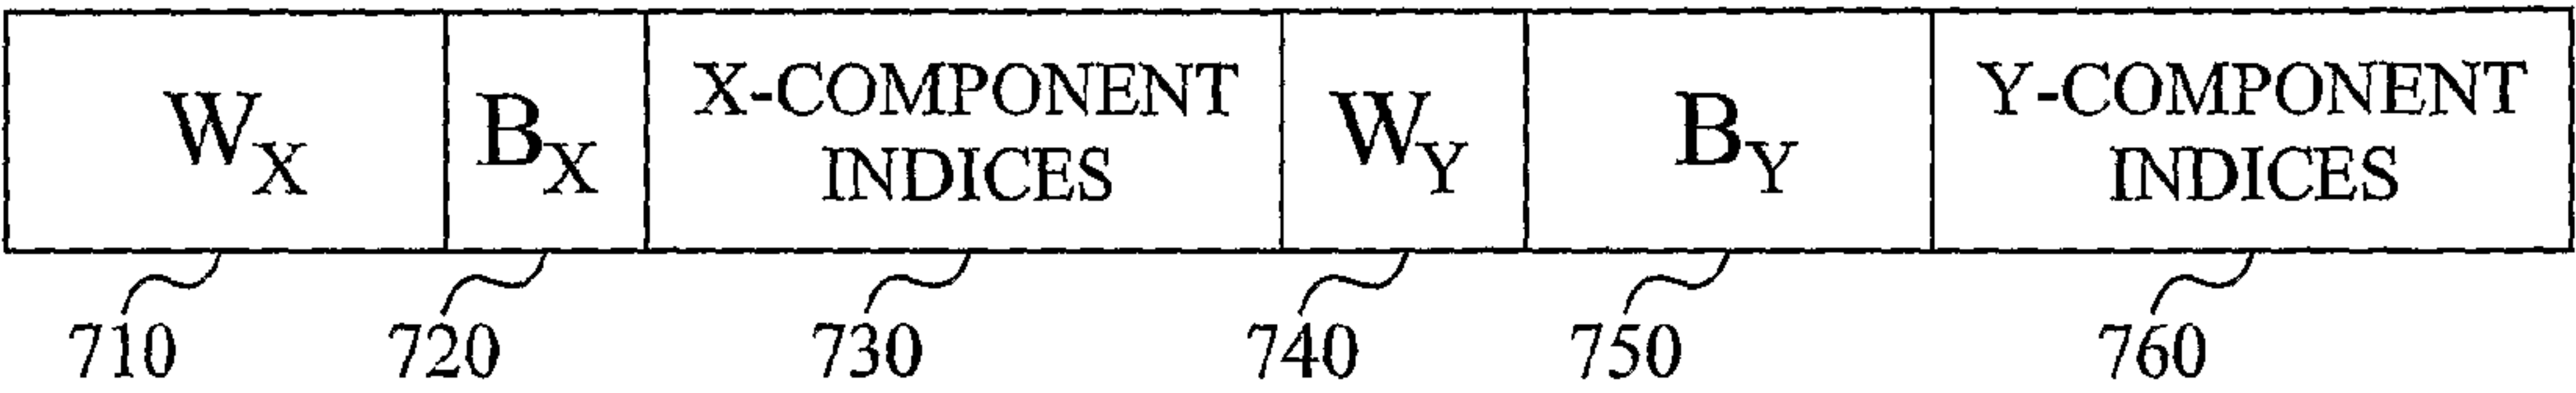 W_X B_X X-COMPONENT INDICES W_Y B_Y Y-COMPONENT INDICES
710 720 730 740 750 760